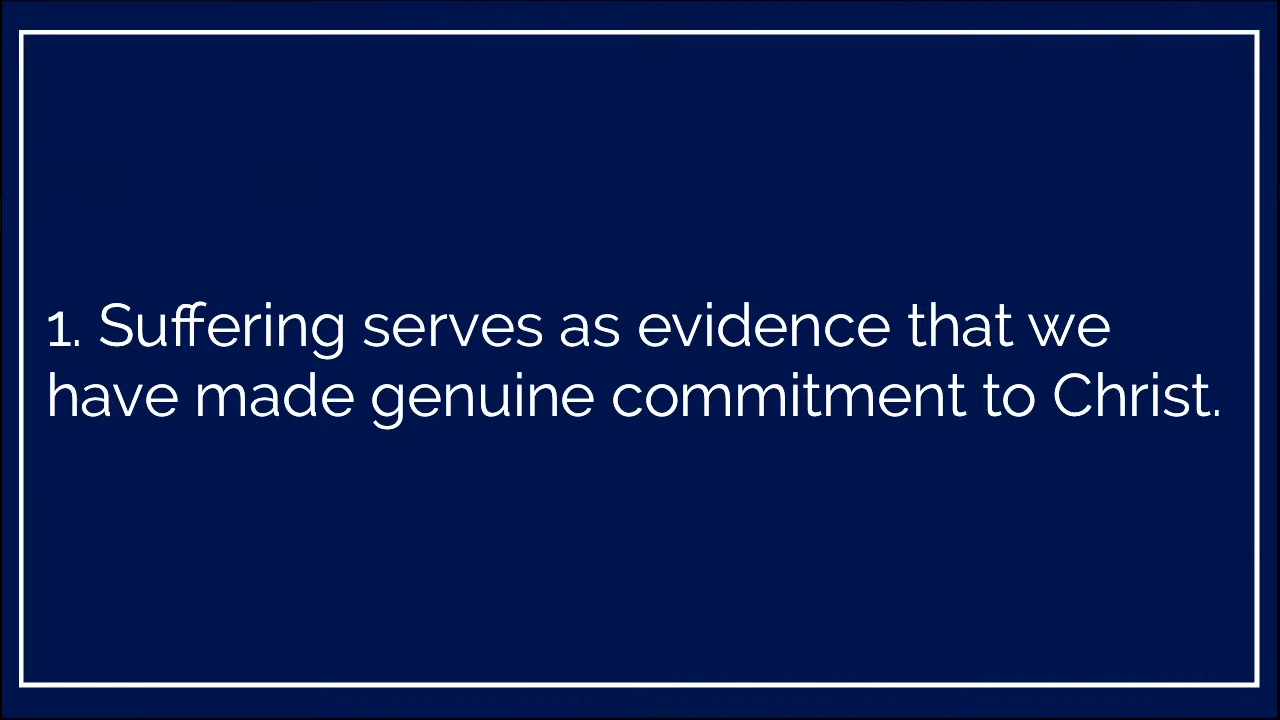 1. Suffering serves as evidence that we
have made genuine commitment to Christ.